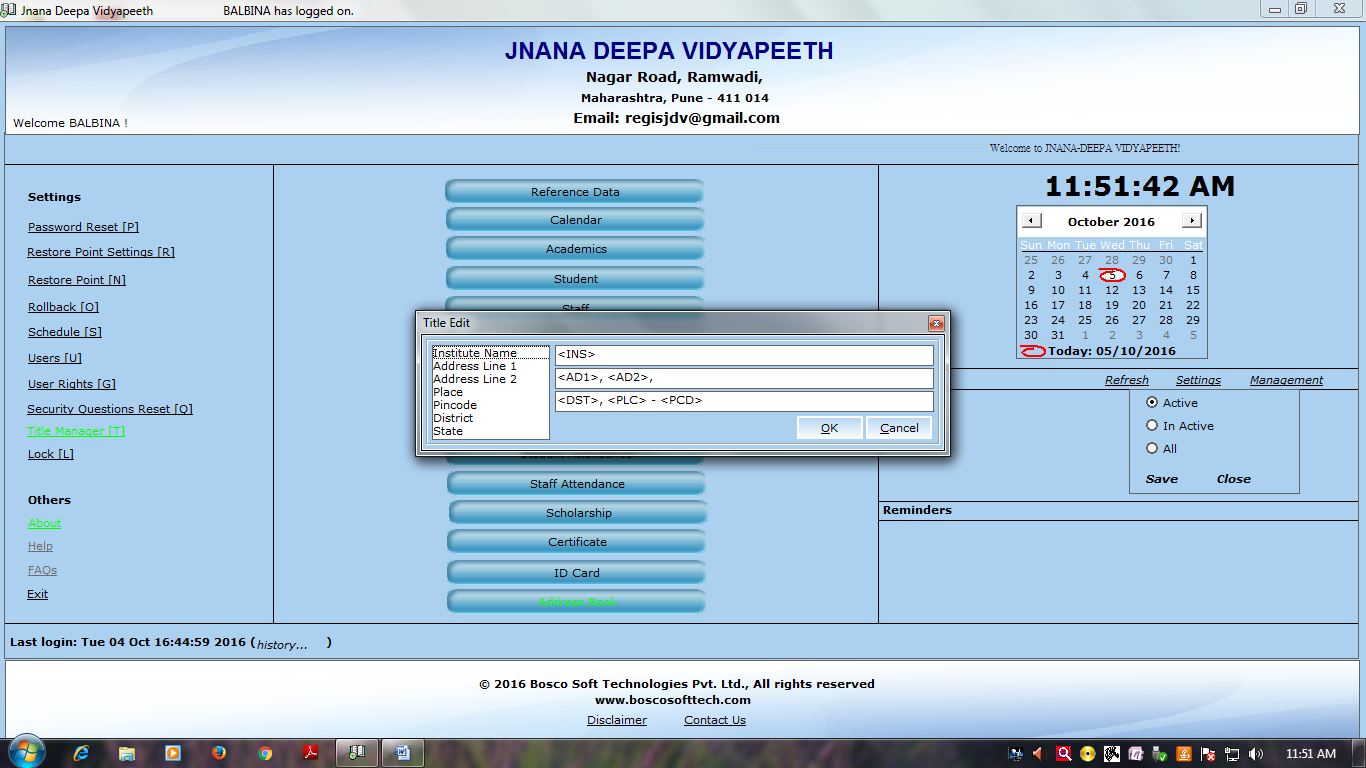 Jnana Deepa Vidyapeeth BALBINA has logged on.
JNANA DEEPA VIDYAPEETH
Nagar Road, Ramwadi,
Maharashtra, Pune - 411 014
Email: regisjdv@gmail.com
Welcome BALBINA !
Welcome to JNANA-DEEPA VIDYAPEETH!
Settings
Password Reset [P]
Restore Point Settings [R]
Restore Point [N]
Rollback [O]
Schedule [S]
Users [U]
User Rights [G]
Security Questions Reset [Q]
Title Manager [T]
Lock [L]
Others
About
Help
FAQs
Exit
Reference Data
Calendar
Academics
Student
Staff
Title Edit
Institute Name
Address Line 1
Address Line 2
Place
Pincode
District
State
<INS>
<AD1>, <AD2>,
<DST>, <PLC> - <PCD>
OK Cancel
Student Attendance
Staff Attendance
Scholarship
Certificate
ID Card
Address Book
11:51:42 AM
October 2016
Sun Mon Tue Wed Thu Fri Sat
25 26 27 28 29 30 1
2 3 4 5 6 7 8
9 10 11 12 13 14 15
16 17 18 19 20 21 22
23 24 25 26 27 28 29
30 31 1 2 3 4 5
Today: 05/10/2016
Refresh Settings Management
Active
In Active
All
Save Close
Reminders
Last login: Tue 04 Oct 16:44:59 2016 ( history... )
© 2016 Bosco Soft Technologies Pvt. Ltd., All rights reserved
www.boscosofttech.com
Disclaimer Contact Us
11:51 AM